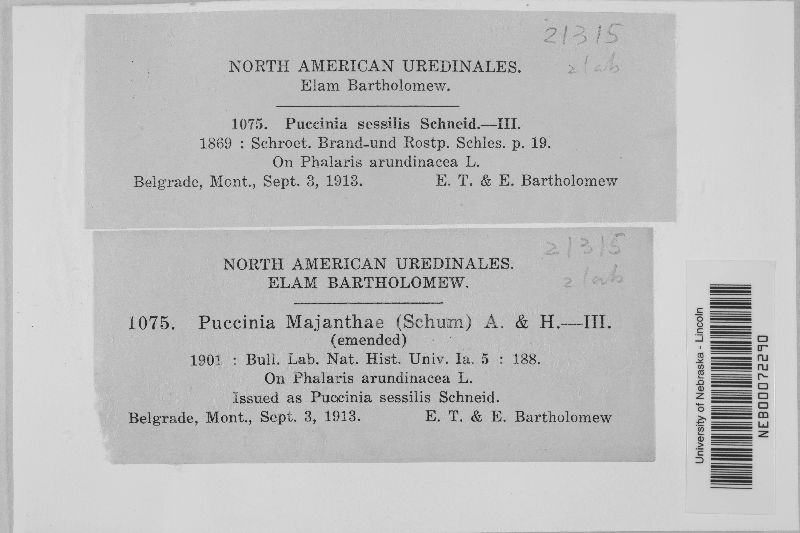 21315
2 lab
NORTH AMERICAN UREDINALES.
Elam Bartholomew.
1075. Puccinia sessilis Schneid.—III.
1869 : Schroet. Brand-und Rostp. Schles. p. 19.
On Phalaris arundinacea L.
Belgrade, Mont., Sept. 3, 1913. E. T. & E. Bartholomew
21315
2 lab
NORTH AMERICAN UREDINALES.
ELAM BARTHOLOMEW.
1075. Puccinia Majanthae (Schum) A. & H.—III.
(emended)
1901 : Bull. Lab. Nat. Hist. Univ. Ia. 5 : 188.
On Phalaris arundinacea L.
Issued as Puccinia sessilis Schneid.
Belgrade, Mont., Sept. 3, 1913. E. T. & E. Bartholomew
University of Nebraska - Lincoln
NEB00072290